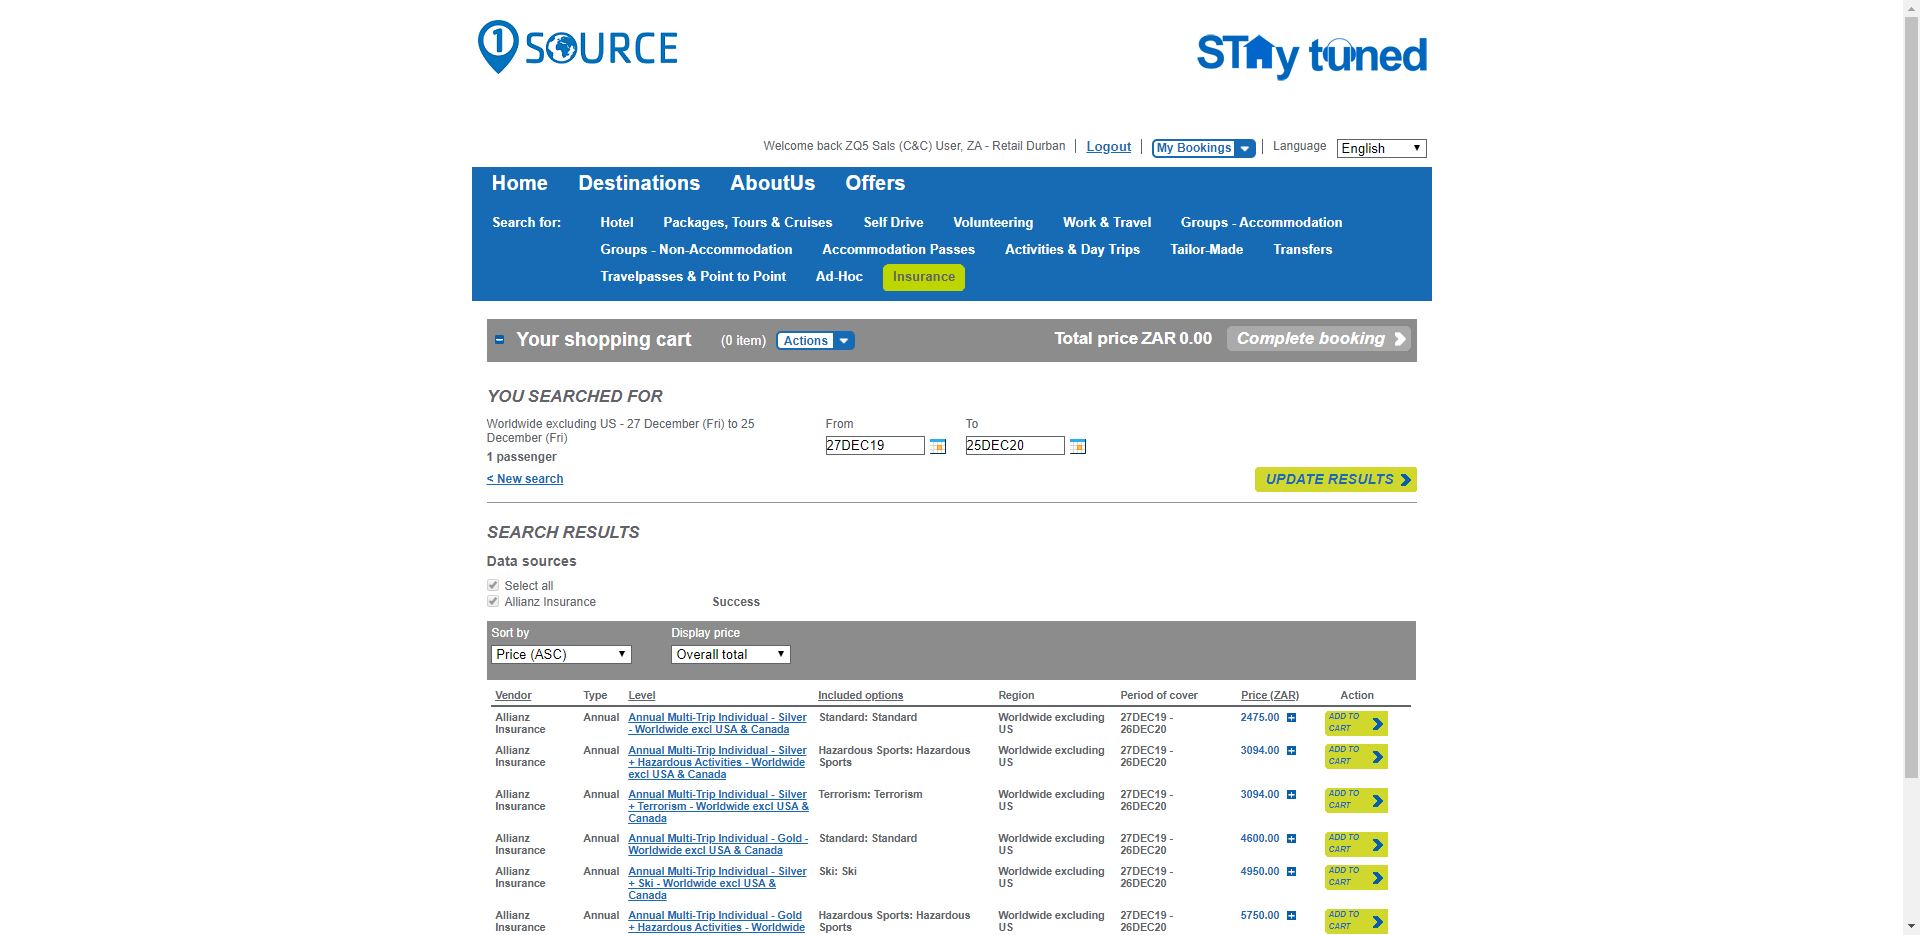 1 SOURCE
STAy tuned
Welcome back ZQ5 Sals (C&C) User, ZA - Retail Durban
Logout
My Bookings
Language
English
Home Destinations AboutUs Offers
Search for: Hotel Packages, Tours & Cruises Self Drive Volunteering Work & Travel Groups - Accommodation
Groups - Non-Accommodation Accommodation Passes Activities & Day Trips Tailor-Made Transfers
Travelpasses & Point to Point Ad-Hoc Insurance
Your shopping cart (0 item) Actions Total price ZAR 0.00 Complete booking
YOU SEARCHED FOR
Worldwide excluding US - 27 December (Fri) to 25
December (Fri)
1 passenger
< New search
From To
27DEC19 25DEC20
UPDATE RESULTS
SEARCH RESULTS
Data sources
Select all
Allianz Insurance Success
Sort by Display price
Price (ASC) Overall total
Vendor Type Level Included options Region Period of cover Price (ZAR) Action
Allianz Annual Annual Multi-Trip Individual - Silver Standard: Standard Worldwide excluding 27DEC19 - 2475.00 ADD TO
Insurance - Worldwide excl USA & Canada US 26DEC20 CART
Allianz Annual Annual Multi-Trip Individual - Silver Hazardous Sports: Hazardous Worldwide excluding 27DEC19 - 3094.00 ADD TO
Insurance + Hazardous Activities - Worldwide Sports US 26DEC20 CART
excl USA & Canada
Allianz Annual Annual Multi-Trip Individual - Silver Terrorism: Terrorism Worldwide excluding 27DEC19 - 3094.00 ADD TO
Insurance + Terrorism - Worldwide excl USA & US 26DEC20 CART
Canada
Allianz Annual Annual Multi-Trip Individual - Gold - Standard: Standard Worldwide excluding 27DEC19 - 4600.00 ADD TO
Insurance Worldwide excl USA & Canada US 26DEC20 CART
Allianz Annual Annual Multi-Trip Individual - Silver Ski: Ski Worldwide excluding 27DEC19 - 4950.00 ADD TO
Insurance + Ski - Worldwide excl USA & US 26DEC20 CART
Canada
Allianz Annual Annual Multi-Trip Individual - Gold Hazardous Sports: Hazardous Worldwide excluding 27DEC19 - 5750.00 ADD TO
Insurance + Hazardous Activities - Worldwide Sports US 26DEC20 CART